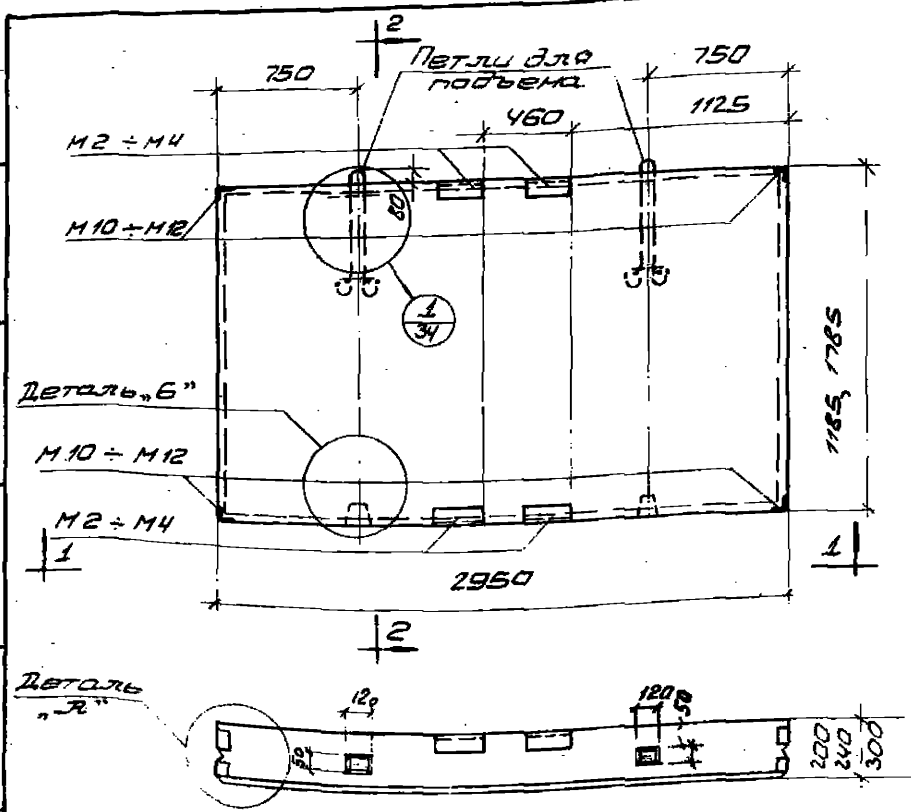 2
750
Петли для
подъема
750
460
1125
М2 ÷ М4
М10 ÷ М12
80
1
34
1185, 1785
Деталь „Б”
М10 ÷ М12
М2 ÷ М4
1
1
2950
2
Деталь
„А”
120
120
50
50
200
240
300